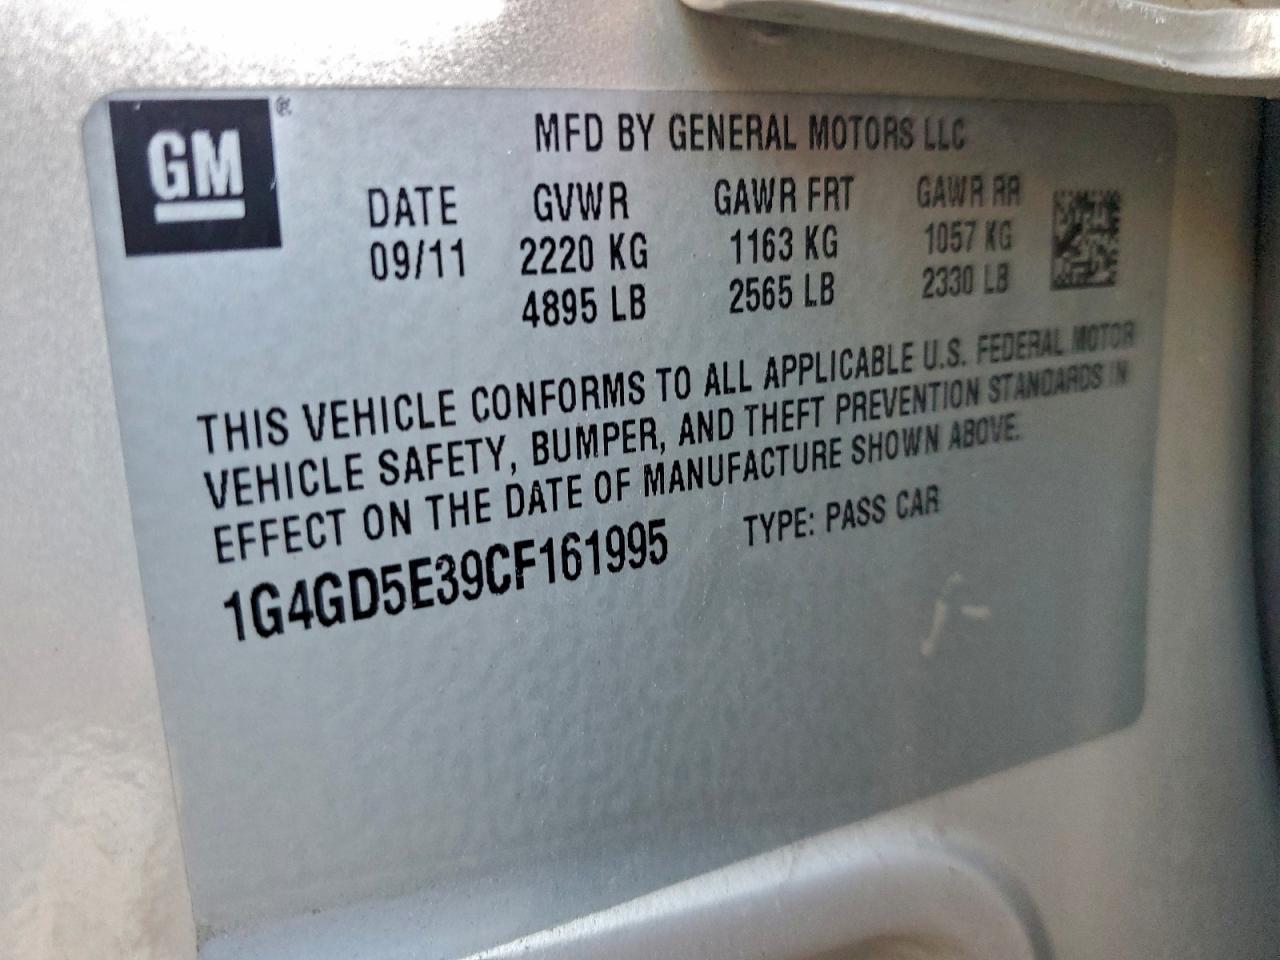 GM ®
MFD BY GENERAL MOTORS LLC
DATE GVWR GAWR FRT GAWR RR
09/11 2220 KG 1163 KG 1057 KG
4895 LB 2565 LB 2330 LB
THIS VEHICLE CONFORMS TO ALL APPLICABLE U.S. FEDERAL MOTOR
VEHICLE SAFETY, BUMPER, AND THEFT PREVENTION STANDARDS IN
EFFECT ON THE DATE OF MANUFACTURE SHOWN ABOVE.
1G4GD5E39CF161995 TYPE: PASS CAR